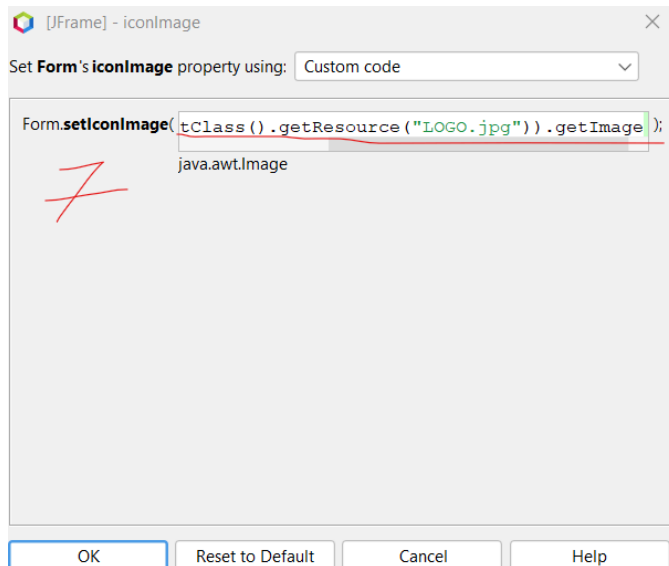 [JFrame] - iconImage
Set Form's iconImage property using: Custom code
Form.setIconImage( tClass().getResource("LOGO.jpg")).getImage );
java.awt.Image
7
OK Reset to Default Cancel Help